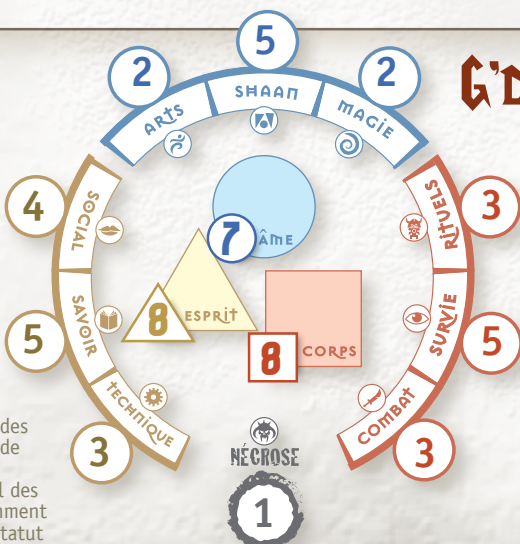 5
2
2
SHAAN
ARTS
MAGIE
G'D
4
SOCIAL
RITUELS
3
7
ÂME
8
ESPRIT
8
CORPS
5
SAVOIR
SURVIE
5
TECHNIQUE
COMBAT
3
3
des
de
NÉCROSE
l des
nment
tatut
1